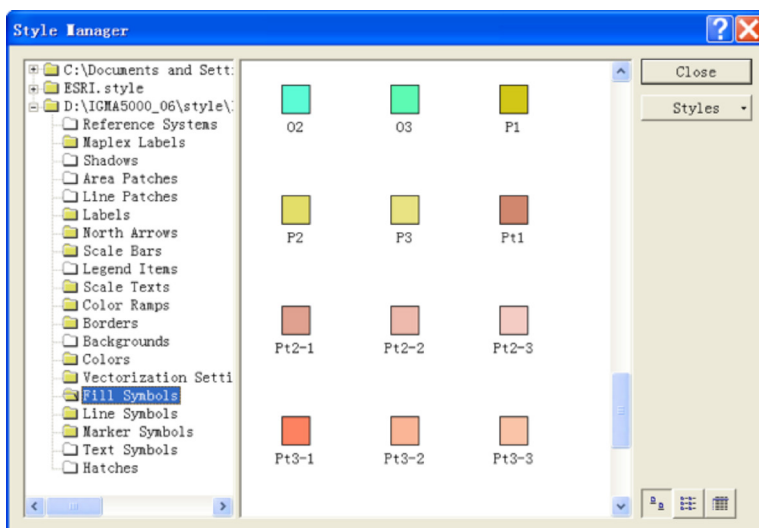 Style Manager
C:\Documents and Sett:
ESRI.style
D:\IGMA5000_06\style\
Reference Systems
Maplex Labels
Shadows
Area Patches
Line Patches
Labels
North Arrows
Scale Bars
Legend Items
Scale Texts
Color Ramps
Borders
Backgrounds
Colors
Vectorization Setti
Fill Symbols
Line Symbols
Marker Symbols
Text Symbols
Hatches
O2 O3 P1
P2 P3 Pt1
Pt2-1 Pt2-2 Pt2-3
Pt3-1 Pt3-2 Pt3-3
Close
Styles